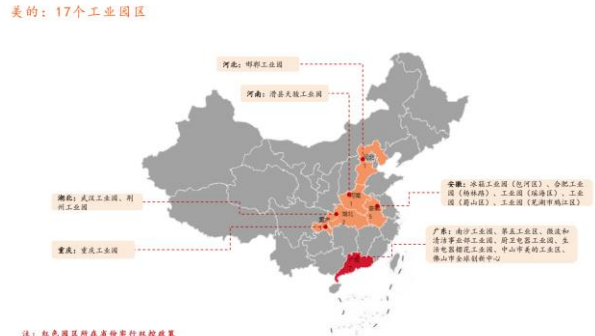 美的：17个工业园区
河北：邯郸工业园
河南：滑县天骏工业园
湖北：武汉工业园、荆
州工业园
重庆：重庆工业园
安徽：冰箱工业园（包河区）、合肥工业
园（杨林路）、工业园（瑶海区）、工业
园（蜀山区）、工业园（芜湖市鸠江区）
广东：南沙工业园、第五工业区、微波和
清洁事业部工业园、厨卫电器工业园、生
活电器棚花工业园、中山市美的工业区、
佛山市全球创新中心
注：红色园区所在省份实行双控政策